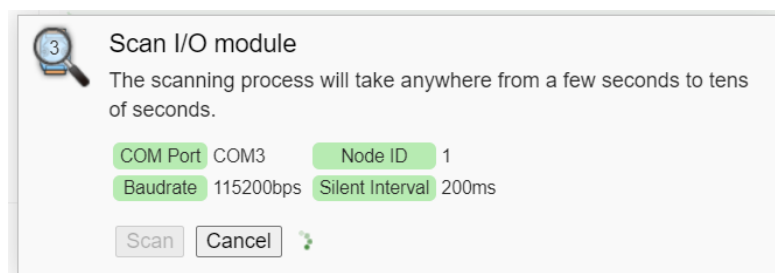 3
Scan I/O module
The scanning process will take anywhere from a few seconds to tens
of seconds.
COM Port COM3 Node ID 1
Baudrate 115200bps Silent Interval 200ms
Scan Cancel